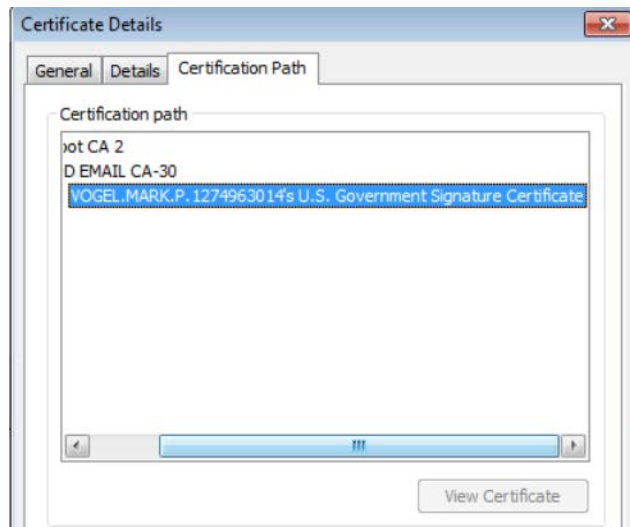 Certificate Details
General Details Certification Path
Certification path
oot CA 2
D EMAIL CA-30
VOGEL.MARK.P.1274963014's U.S. Government Signature Certificate
View Certificate